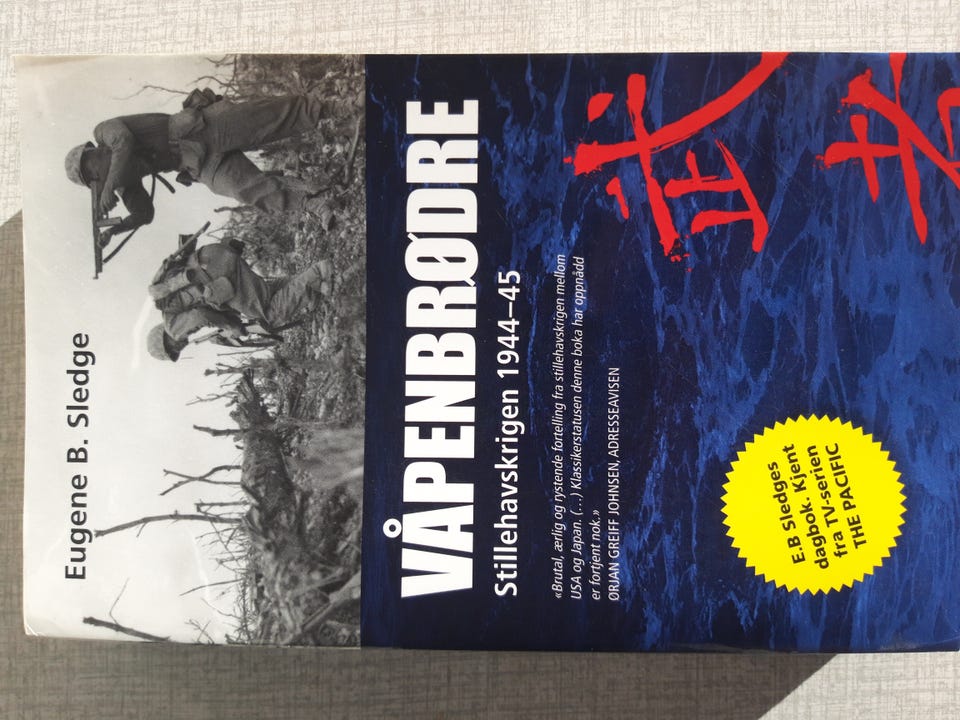 Eugene B. Sledge
VÅPENBRØDRE
Stillehavskrigen 1944–45
«Brutal, ærlig og rystende fortelling fra stillehavskrigen mellom
USA og Japan. (…) Klassikerstatusen denne boka har oppnådd
er fortjent nok.»
ØRJAN GREIFF JOHNSEN, ADRESSEAVISEN
武
E.B Sledges
dagbok. Kjent
fra TV-serien
THE PACIFIC